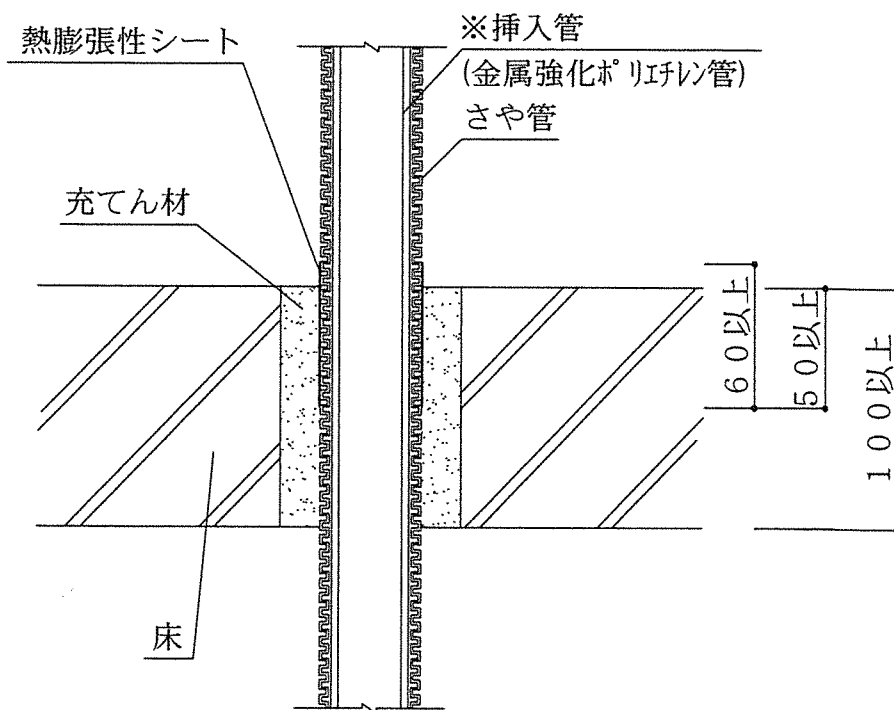 熱膨張性シート
※挿入管
(金属強化ポリエチレン管)
さや管
充てん材
６０以上
５０以上
１００以上
床